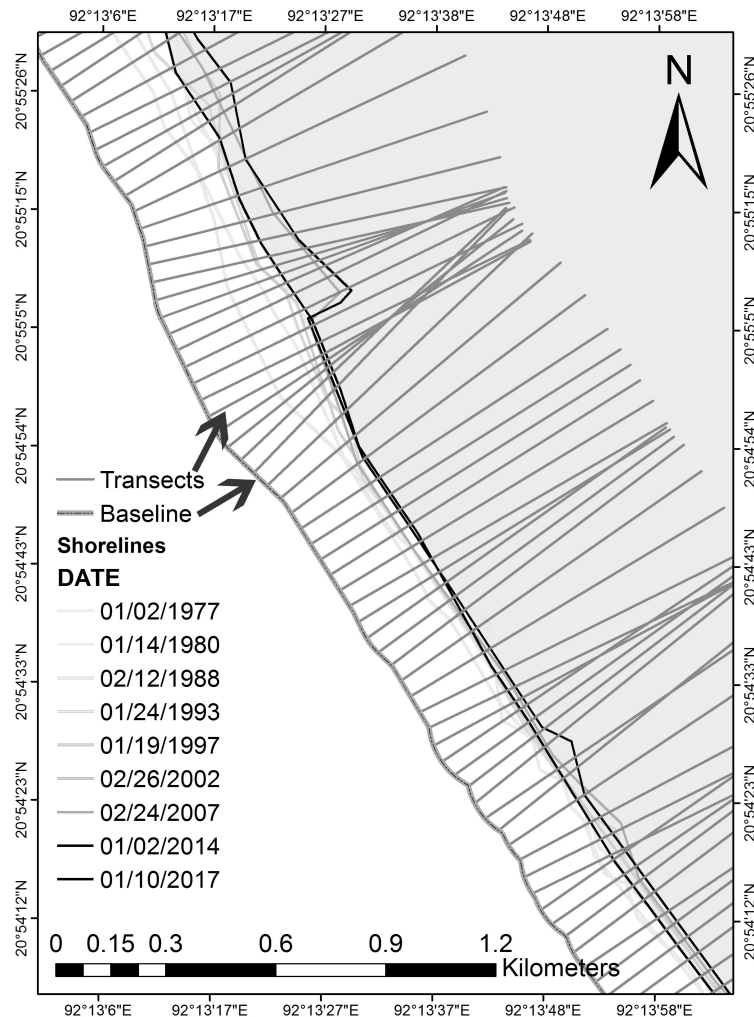 92°13'6"E 92°13'17"E 92°13'27"E 92°13'38"E 92°13'48"E 92°13'58"E
N
20°55'26"N 20°55'26"N
20°55'15"N 20°55'15"N
20°55'5"N 20°55'5"N
20°54'54"N 20°54'54"N
Transects
Baseline
Shorelines
20°54'43"N 20°54'43"N
DATE
01/02/1977
01/14/1980
02/12/1988
20°54'33"N 20°54'33"N
01/24/1993
01/19/1997
02/26/2002
20°54'23"N 20°54'23"N
02/24/2007
01/02/2014
01/10/2017
20°54'12"N 20°54'12"N
0 0.15 0.3 0.6 0.9 1.2
Kilometers
92°13'6"E 92°13'17"E 92°13'27"E 92°13'37"E 92°13'48"E 92°13'58"E